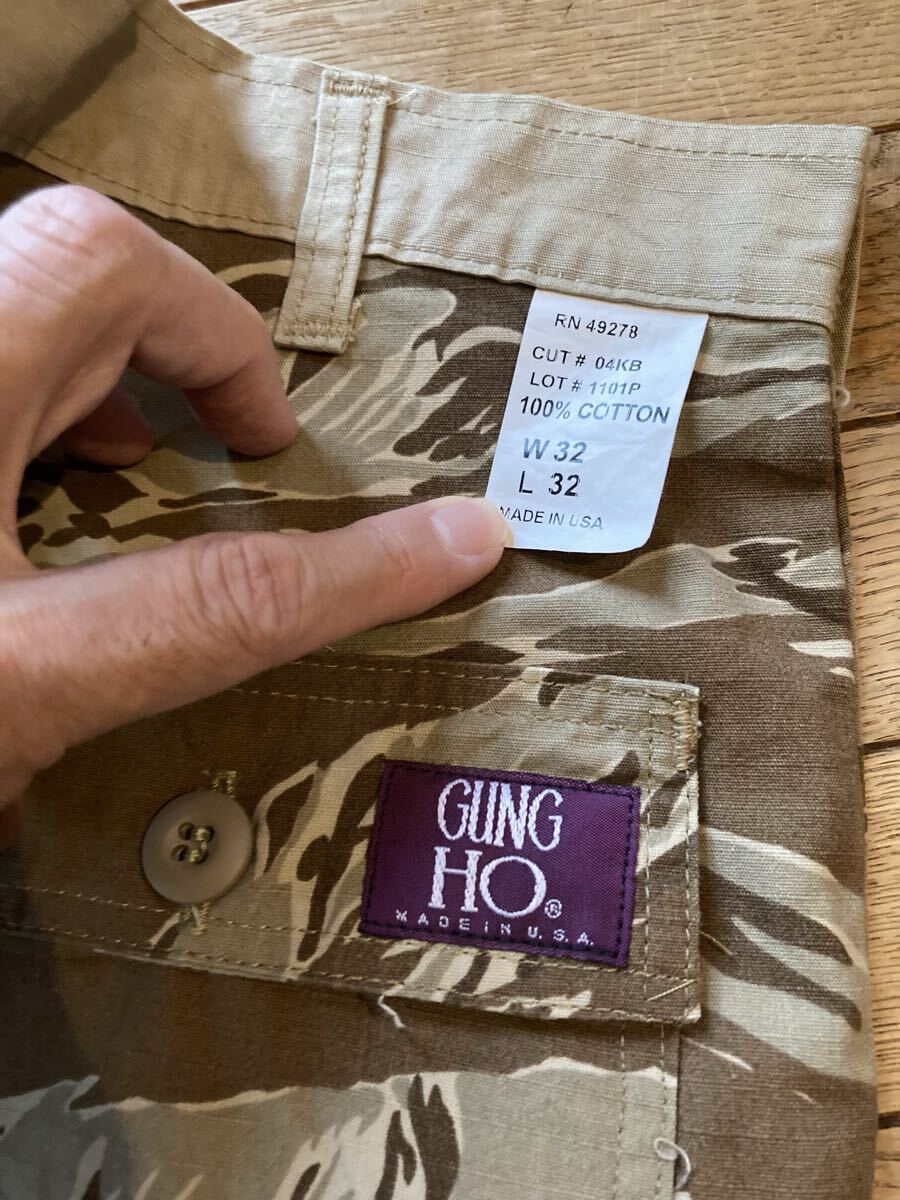 RN 49278
CUT # 04KB
LOT # 1101P
100% COTTON
W 32
L 32
MADE IN USA
GUNG
HO®
MADE IN U.S.A.